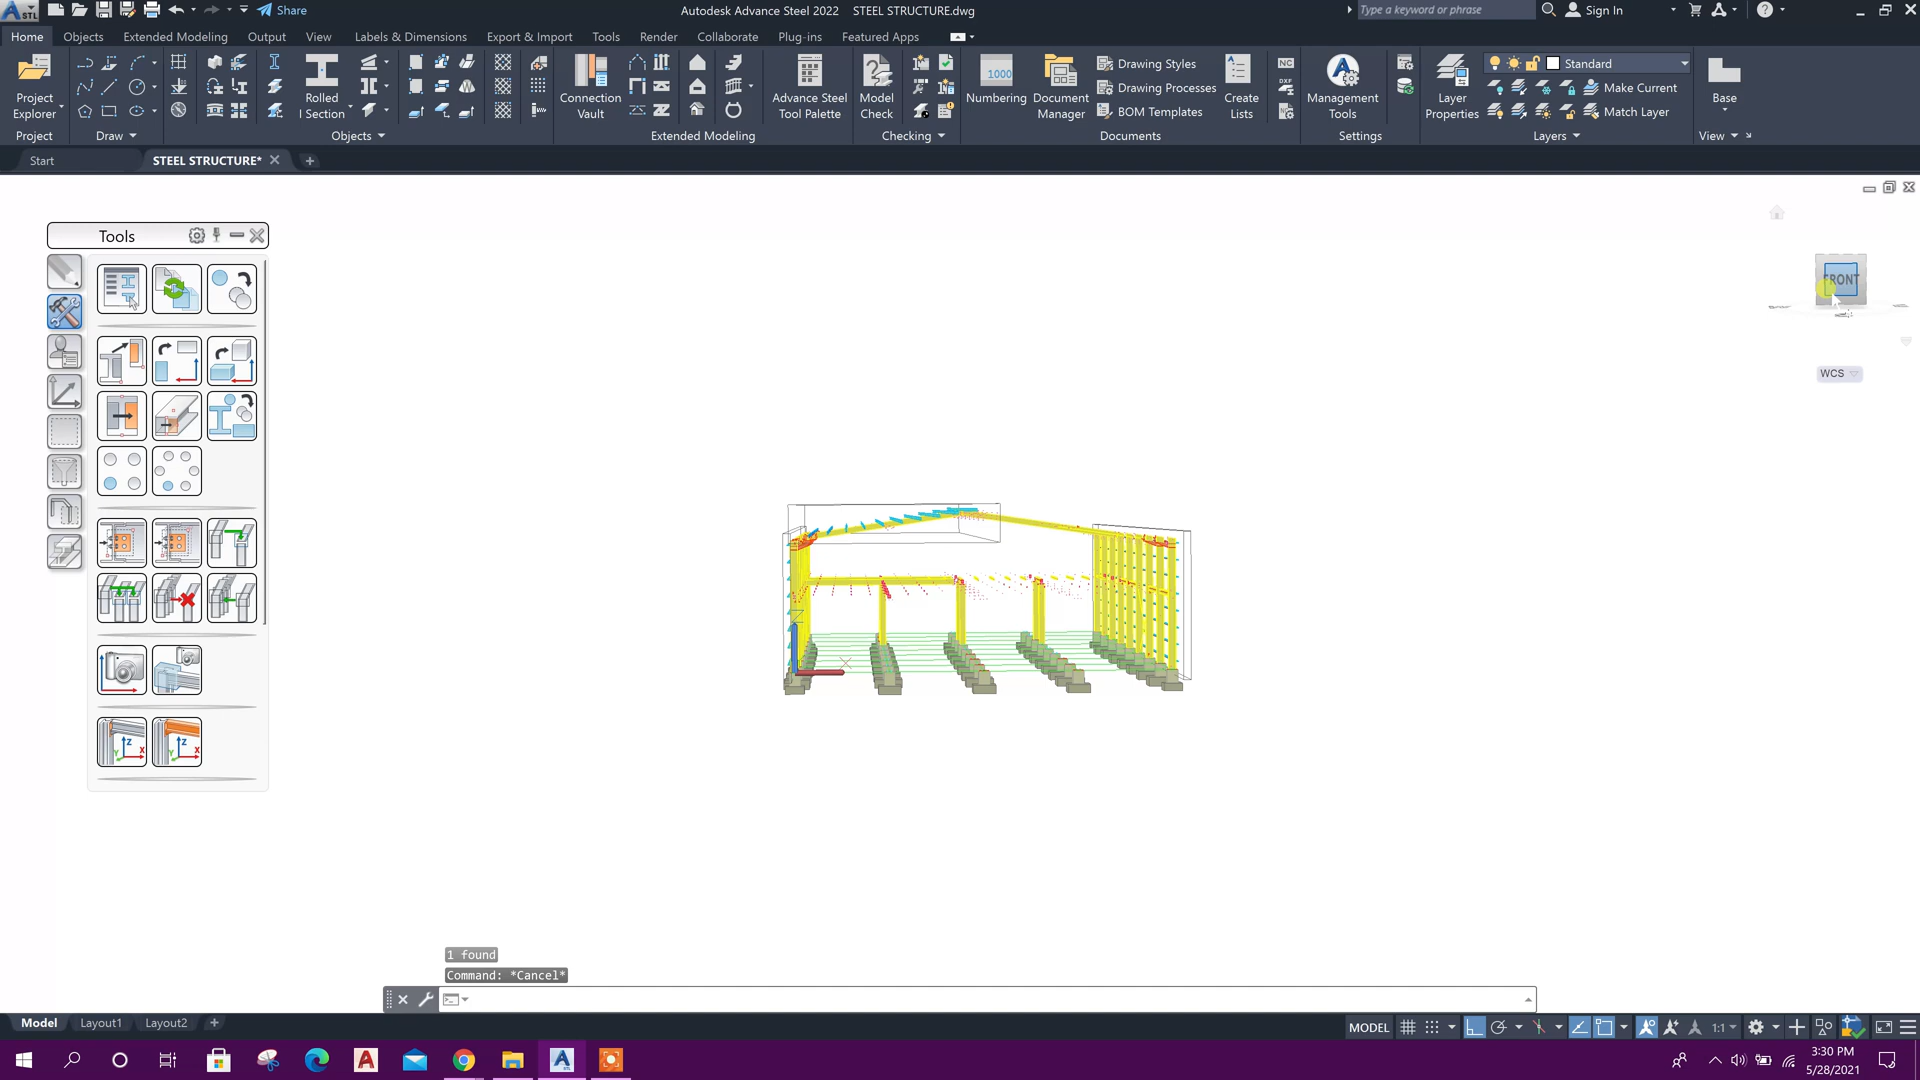 STL
Share
Autodesk Advance Steel 2022 STEEL STRUCTURE.dwg
Type a keyword or phrase
Sign In
Home Objects Extended Modeling Output View Labels & Dimensions Export & Import Tools Render Collaborate Plug-ins Featured Apps
Project Explorer
Rolled I Section
Connection Vault
Advance Steel Tool Palette
Model Check
1000
Numbering
Document Manager
Drawing Styles
Drawing Processes
BOM Templates
Create Lists
NC
DXF
Management Tools
Layer Properties
Standard
Make Current
Match Layer
Base
Project Draw Objects Extended Modeling Checking Documents Settings Layers View
Start STEEL STRUCTURE*
Tools
FRONT
WCS
1 found
Command: *Cancel*
Model Layout1 Layout2
MODEL
1:1
3:30 PM
5/28/2021